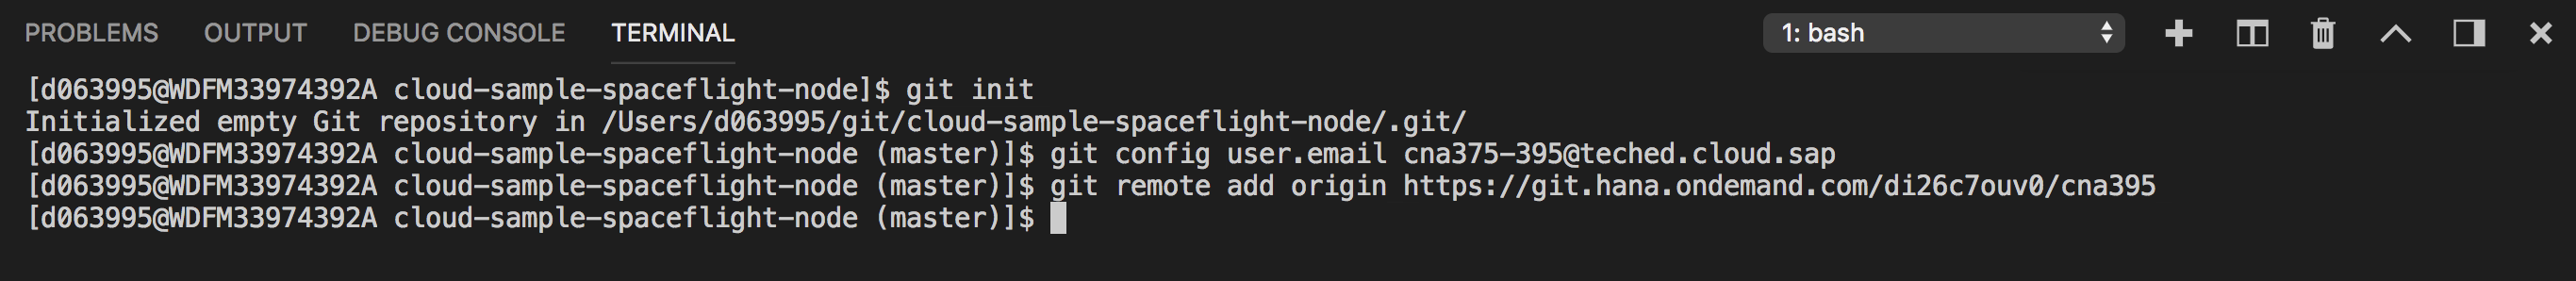 PROBLEMS OUTPUT DEBUG CONSOLE TERMINAL 1: bash
[d063995@WDFM33974392A cloud-sample-spaceflight-node]$ git init
Initialized empty Git repository in /Users/d063995/git/cloud-sample-spaceflight-node/.git/
[d063995@WDFM33974392A cloud-sample-spaceflight-node (master)]$ git config user.email cna375-395@teched.cloud.sap
[d063995@WDFM33974392A cloud-sample-spaceflight-node (master)]$ git remote add origin https://git.hana.ondemand.com/di26c7ouv0/cna395
[d063995@WDFM33974392A cloud-sample-spaceflight-node (master)]$